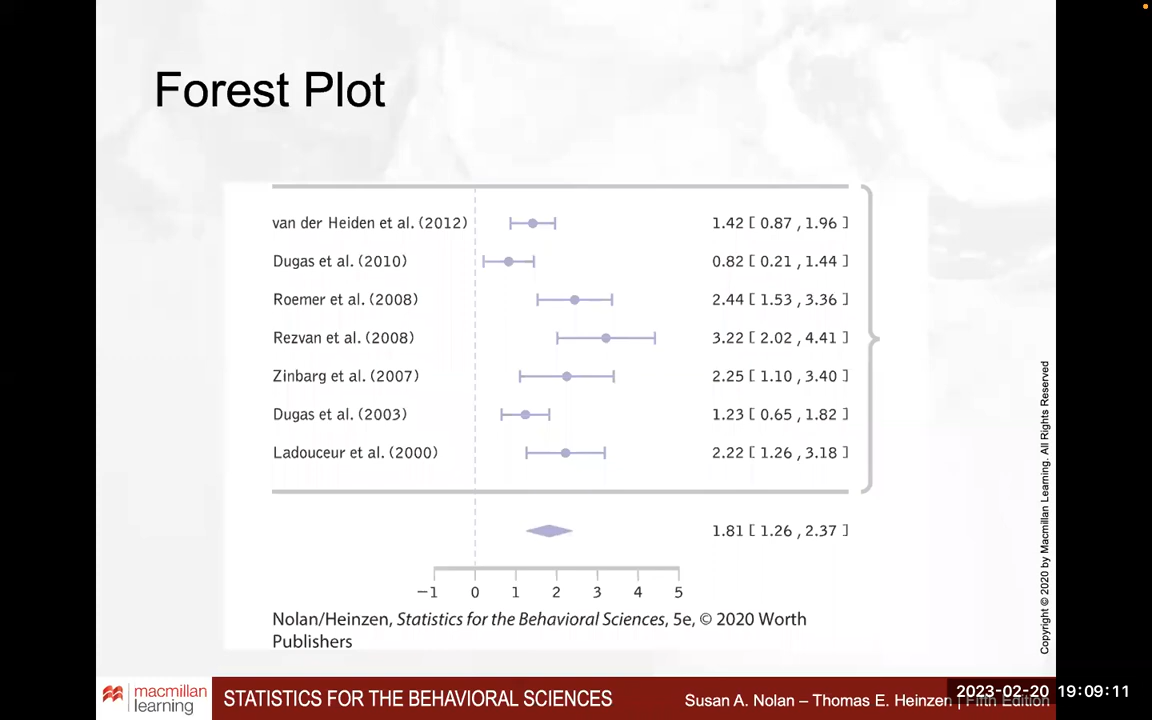 Forest Plot
van der Heiden et al. (2012) 1.42 [ 0.87 , 1.96 ]
Dugas et al. (2010) 0.82 [ 0.21 , 1.44 ]
Roemer et al. (2008) 2.44 [ 1.53 , 3.36 ]
Rezvan et al. (2008) 3.22 [ 2.02 , 4.41 ]
Zinbarg et al. (2007) 2.25 [ 1.10 , 3.40 ]
Dugas et al. (2003) 1.23 [ 0.65 , 1.82 ]
Ladouceur et al. (2000) 2.22 [ 1.26 , 3.18 ]
1.81 [ 1.26 , 2.37 ]
−1 0 1 2 3 4 5
Nolan/Heinzen, Statistics for the Behavioral Sciences, 5e, © 2020 Worth
Publishers
Copyright © 2020 by Macmillan Learning. All Rights Reserved
macmillan
learning
STATISTICS FOR THE BEHAVIORAL SCIENCES
Susan A. Nolan – Thomas E. Heinzen | Fifth Edition
2023-02-20 19:09:11